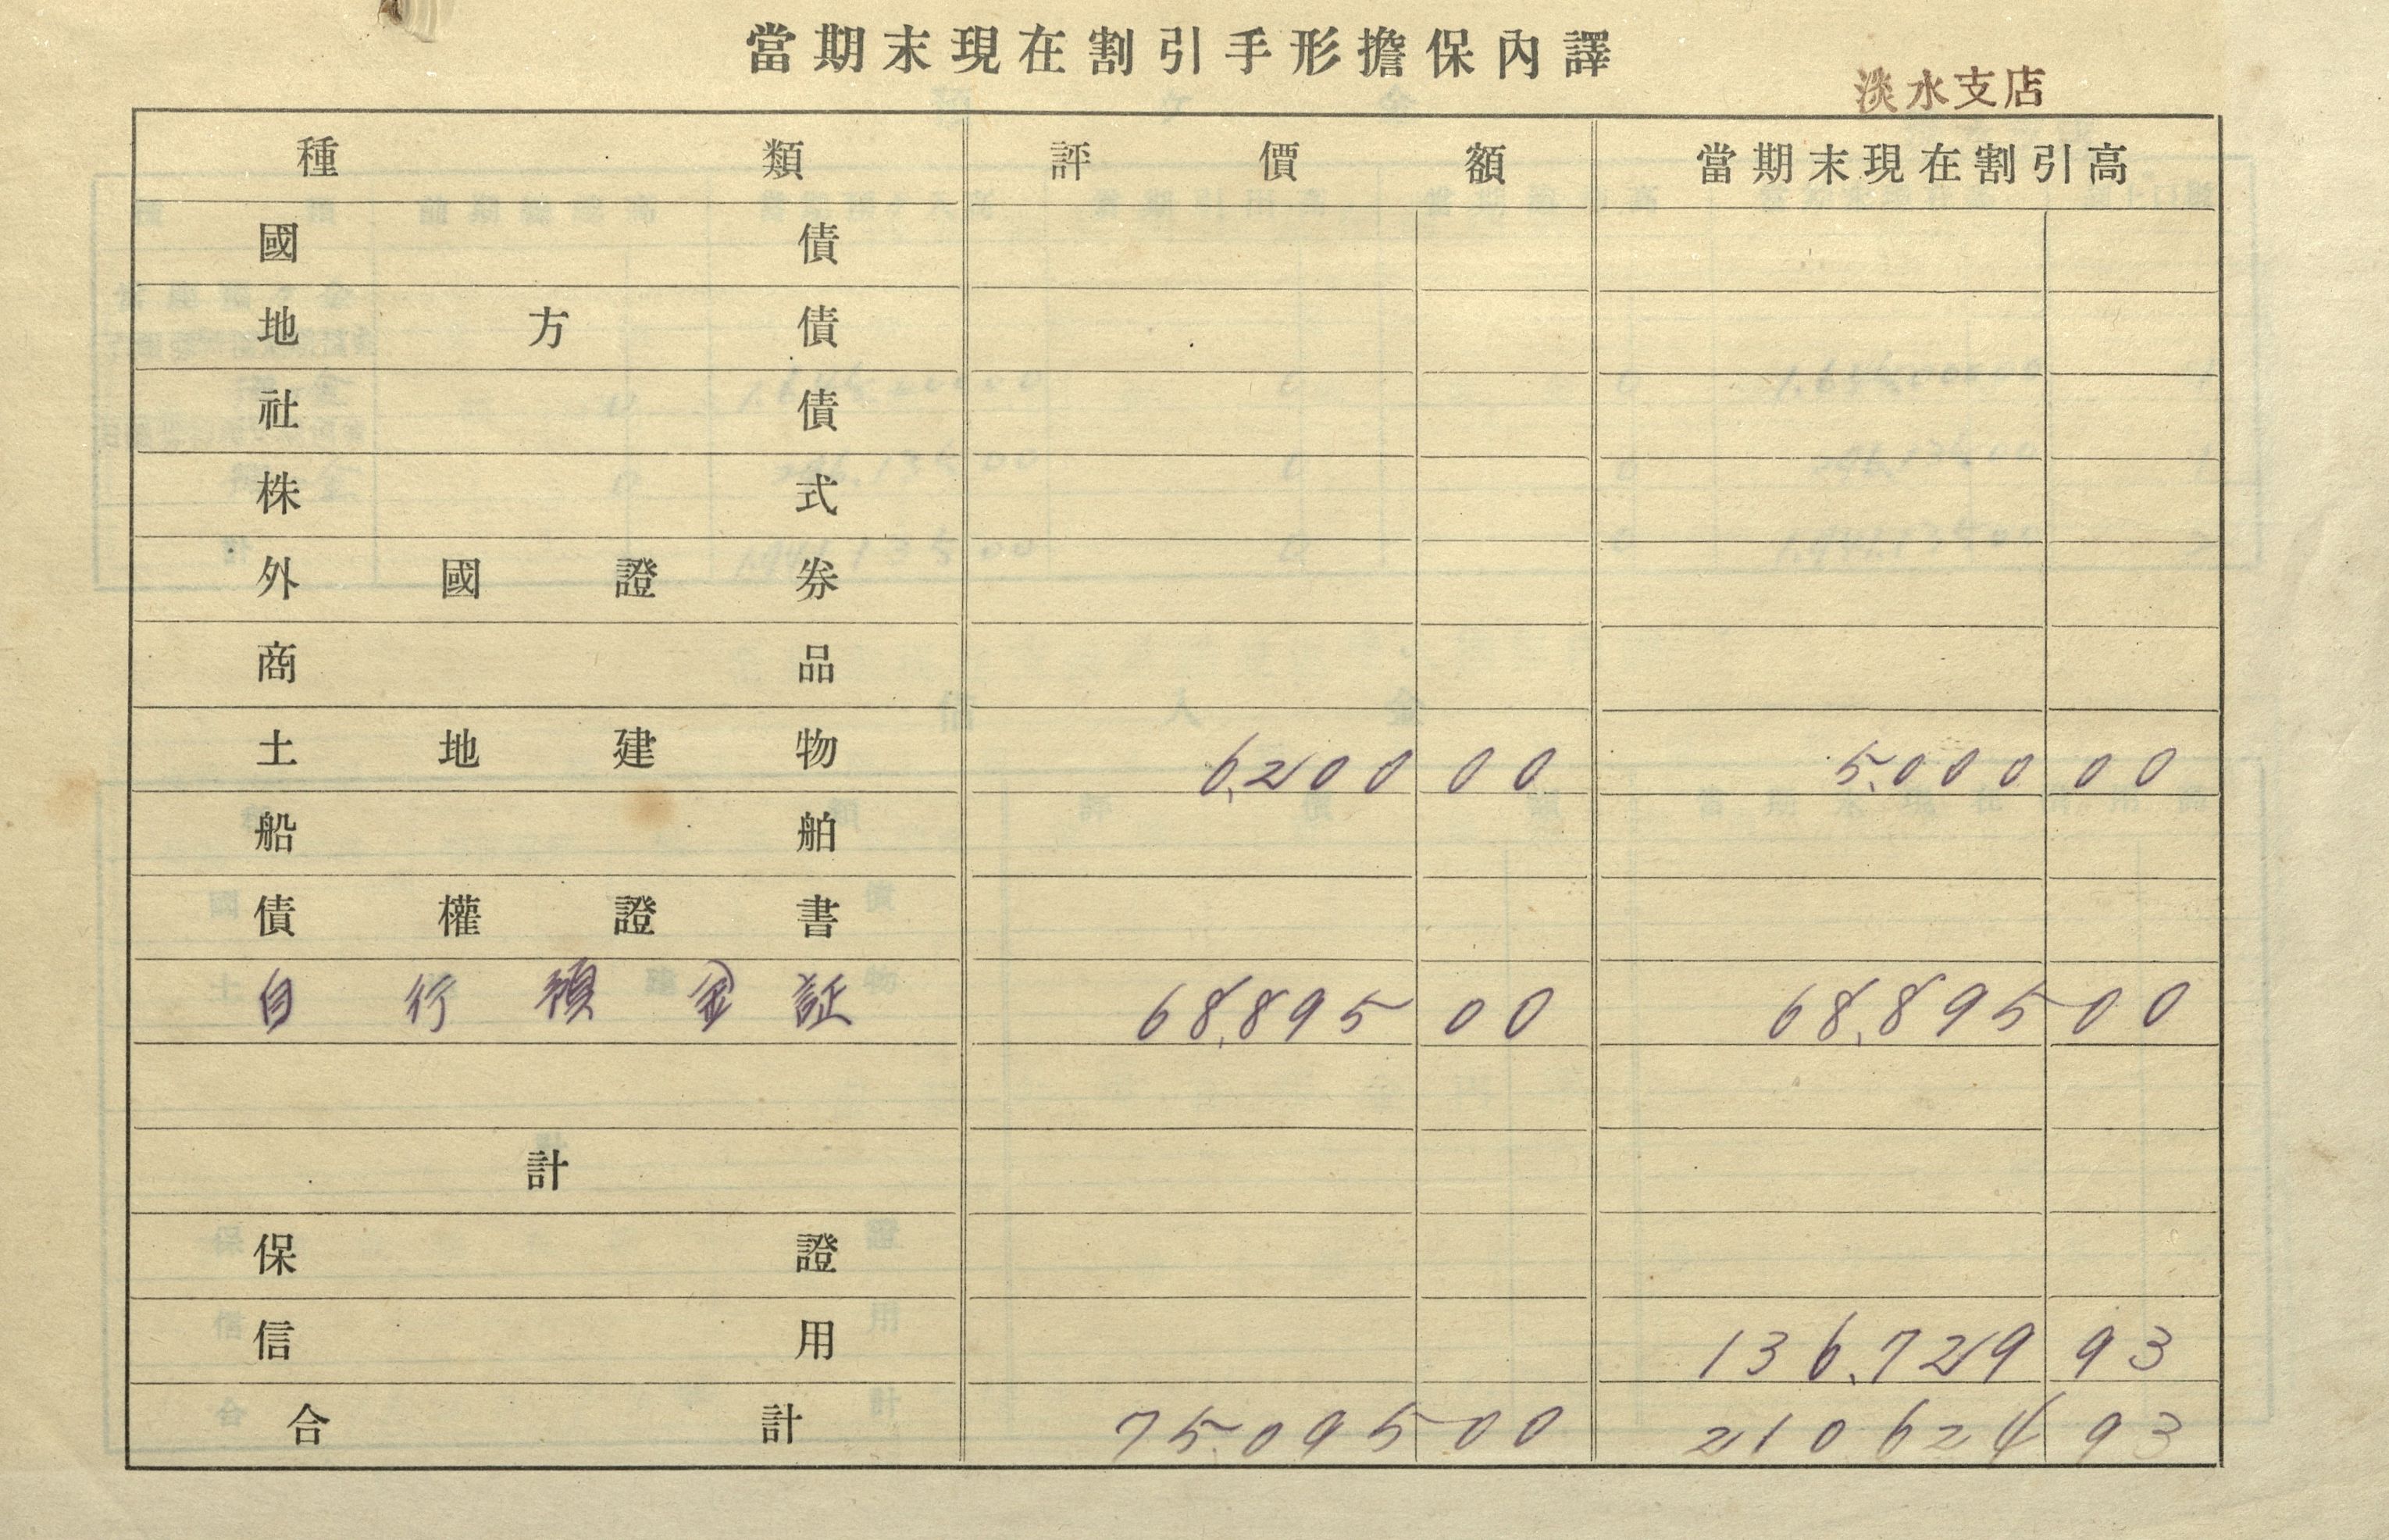 當期末現在割引手形擔保內譯
淡水支店
種類 評價額 當期末現在割引高
國債
地方債
社債
株式
外國證券
商品
土地建物 6,200 00 5,000 00
船舶
債權證書
自行預金証 68,895 00 68,895 00
計
保證
信用 136,729 93
合計 75,095 00 210624 93